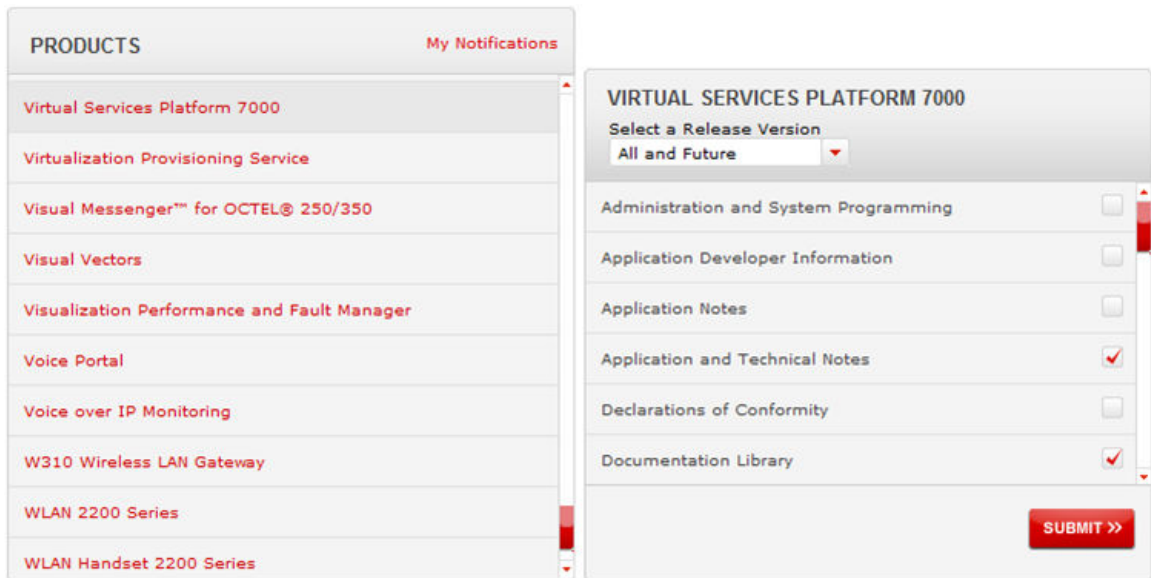 PRODUCTS
My Notifications
Virtual Services Platform 7000
Virtualization Provisioning Service
Visual Messenger™ for OCTEL® 250/350
Visual Vectors
Visualization Performance and Fault Manager
Voice Portal
Voice over IP Monitoring
W310 Wireless LAN Gateway
WLAN 2200 Series
WLAN Handset 2200 Series
VIRTUAL SERVICES PLATFORM 7000
Select a Release Version
All and Future
Administration and System Programming
Application Developer Information
Application Notes
Application and Technical Notes
Declarations of Conformity
Documentation Library
SUBMIT >>